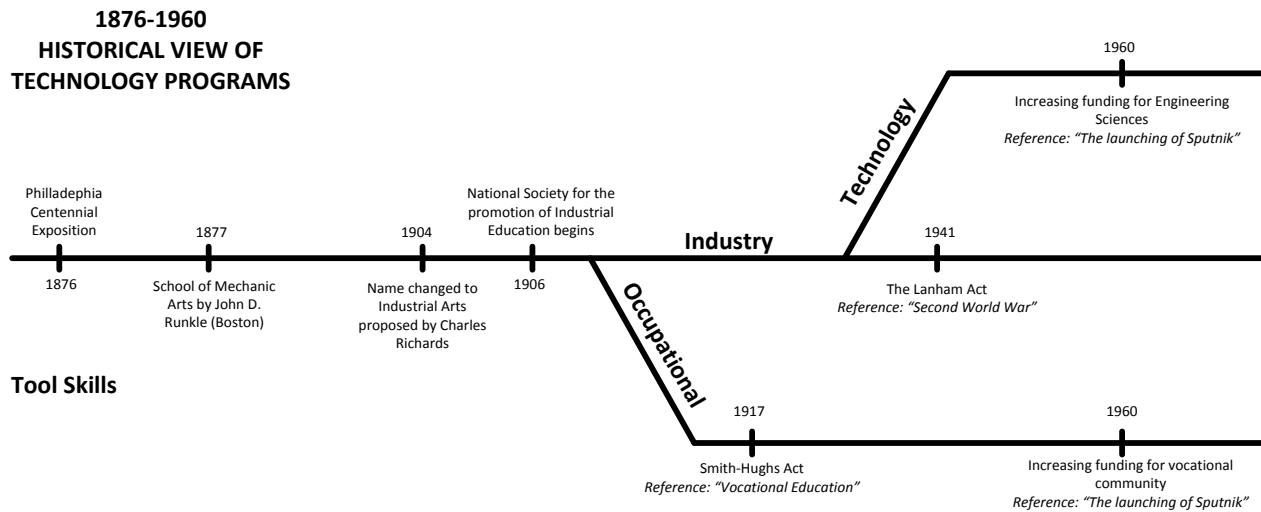 1876-1960
HISTORICAL VIEW OF
TECHNOLOGY PROGRAMS
1960
Increasing funding for Engineering
Sciences
Reference: “The launching of Sputnik”
Technology
Philladephia
Centennial
Exposition
1876
1877
School of Mechanic
Arts by John D.
Runkle (Boston)
1904
Name changed to
Industrial Arts
proposed by Charles
Richards
National Society for the
promotion of Industrial
Education begins
1906
Industry
1941
The Lanham Act
Reference: “Second World War”
Occupational
Tool Skills
1917
Smith-Hughs Act
Reference: “Vocational Education”
1960
Increasing funding for vocational
community
Reference: “The launching of Sputnik”